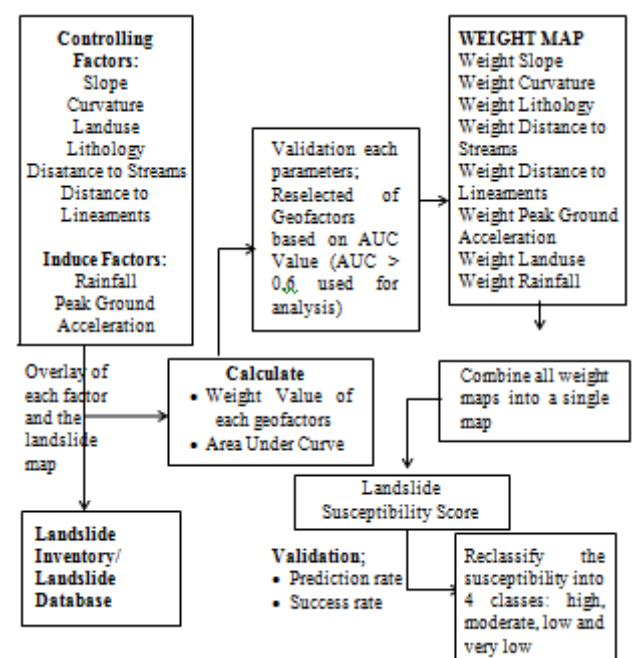 Controlling
Factors:
Slope
Curvature
Landuse
Lithology
Disatance to Streams
Distance to
Lineaments
Induce Factors:
Rainfall
Peak Ground
Acceleration
Overlay of
each factor
and the
landslide
map
Landslide
Inventory/
Landslide
Database
Calculate
• Weight Value of
each geofactors
• Area Under Curve
Validation each
parameters;
Reselected of
Geofactors
based on AUC
Value (AUC >
0,6 used for
analysis)
WEIGHT MAP
Weight Slope
Weight Curvature
Weight Lithology
Weight Distance to
Streams
Weight Distance to
Lineaments
Weight Peak Ground
Acceleration
Weight Landuse
Weight Rainfall
Combine all weight
maps into a single
map
Landslide
Susceptibility Score
Validation;
• Prediction rate
• Success rate
Reclassify the
susceptibility into
4 classes: high,
moderate, low and
very low